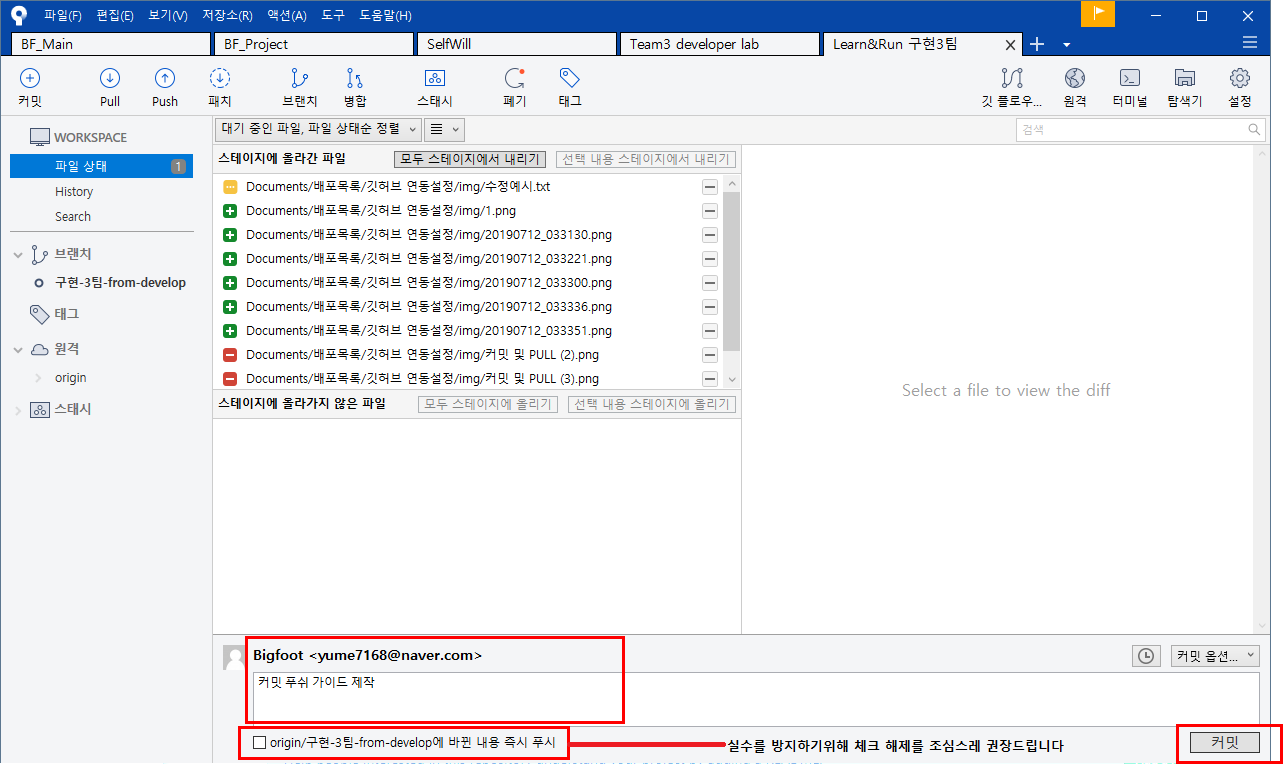 파일(F) 편집(E) 보기(V) 저장소(R) 액션(A) 도구 도움말(H)
BF_Main BF_Project SelfWill Team3 developer lab Learn&Run 구현3팀
커밋 Pull Push 패치 브랜치 병합 스태시 폐기 태그 깃 플로우... 원격 터미널 탐색기 설정
WORKSPACE
파일 상태 1
History
Search
브랜치
구현-3팀-from-develop
태그
원격
origin
스태시
대기 중인 파일, 파일 상태순 정렬
검색
스테이지에 올라간 파일 모두 스테이지에서 내리기 선택 내용 스테이지에서 내리기
Documents/배포목록/깃허브 연동설정/img/수정예시.txt
Documents/배포목록/깃허브 연동설정/img/1.png
Documents/배포목록/깃허브 연동설정/img/20190712_033130.png
Documents/배포목록/깃허브 연동설정/img/20190712_033221.png
Documents/배포목록/깃허브 연동설정/img/20190712_033300.png
Documents/배포목록/깃허브 연동설정/img/20190712_033336.png
Documents/배포목록/깃허브 연동설정/img/20190712_033351.png
Documents/배포목록/깃허브 연동설정/img/커밋 및 PULL (2).png
Documents/배포목록/깃허브 연동설정/img/커밋 및 PULL (3).png
스테이지에 올라가지 않은 파일 모두 스테이지에 올리기 선택 내용 스테이지에 올리기
Select a file to view the diff
Bigfoot <yume7168@naver.com>
커밋 옵션...
커밋 푸쉬 가이드 제작
origin/구현-3팀-from-develop에 바뀐 내용 즉시 푸시
실수를 방지하기위해 체크 해제를 조심스레 권장드립니다
커밋